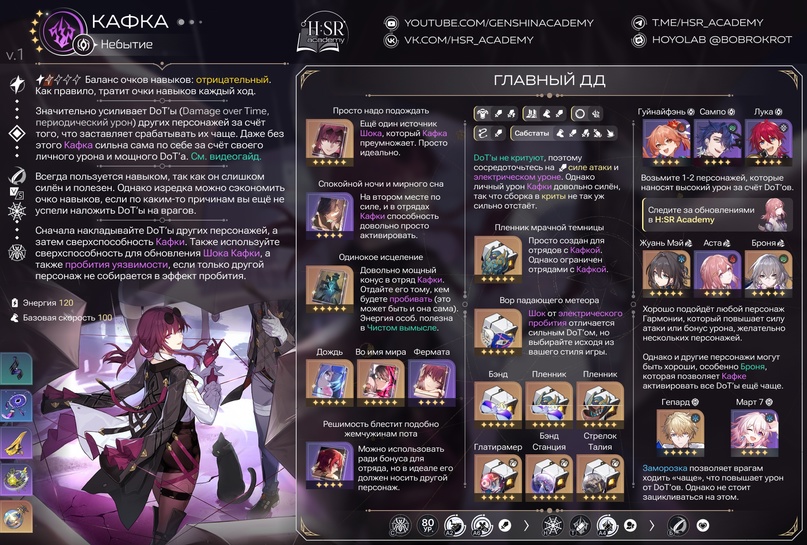 КАФКА
Небытие
v.1
H·SR
academy
YOUTUBE.COM/GENSHINACADEMY
VK.COM/HSR_ACADEMY
T.ME/HSR_ACADEMY
HOYOLAB @BOBROKROT
Баланс очков навыков: отрицательный.
Как правило, тратит очки навыков каждый ход.
Значительно усиливает DoT'ы (Damage over Time,
периодический урон) других персонажей за счёт
того, что заставляет срабатывать их чаще. Даже без
этого Кафка сильна сама по себе за счёт своего
личного урона и мощного DoT'а. См. видеогайд.
Всегда пользуется навыком, так как он слишком
силён и полезен. Однако изредка можно сэкономить
очко навыков, если по каким-то причинам вы ещё не
успели наложить DoT'ы на врагов.
Сначала накладывайте DoT'ы других персонажей, а
затем сверхспособность Кафки. Также используйте
сверхспособность для обновления Шока Кафки, а
также пробития уязвимости, если только другой
персонаж не собирается в эффект пробития.
Энергия 120
Базовая скорость 100
ГЛАВНЫЙ ДД
Просто надо подождать
Ещё один источник
Шока, который Кафка
преумножает. Просто
идеально.
Спокойной ночи и мирного сна
На втором месте по
силе, и в отрядах
Кафки способность
довольно просто
активировать.
Одинокое исцеление
Довольно мощный
конус в отряд Кафки.
Отдайте его тому, кем
будете пробивать (это
может быть и она сама).
Энергия особ. полезна
в Чистом вымысле.
Дождь
Во имя мира
Фермата
Решимость блестит подобно
жемчужинам пота
Можно использовать
ради бонуса для
отряда, но в идеале его
должен носить другой
персонаж.
Сабстаты
DoT'ы не критуют, поэтому
сосредоточьтесь на силе атаки и
электрическом уроне. Однако
личный урон Кафки довольно силён,
так что сборка в криты не так уж
сильно отстаёт.
Пленник мрачной темницы
Просто создан для
отрядов с Кафкой.
Однако ограничен
отрядами с Кафкой.
Вор падающего метеора
Шок от электрического
пробития отличается
сильным DoT'ом, но
выбирайте исходя из
вашего стиля игры.
Бэнд
Пленник
Пленник
Глатирамер
Бэнд
Станция
Стрелок
Талия
Гуйнайфэнь
Сампо
Лука
Возьмите 1-2 персонажей, которые
наносят высокий урон за счёт DoT'ов.
Следите за обновлениями
в H:SR Academy
Жуань Мэй
Аста
Броня
Хорошо подойдёт любой персонаж
Гармонии, который повышает силу
атаки или бонус урона, желательно
нескольких персонажей.
Однако и другие персонажи могут
быть хороши, особенно Броня,
которая позволяет Кафке
активировать все DoT'ы ещё чаще.
Гепард
Март 7
Заморозка позволяет врагам
ходить «чаще», что повышает урон
от DoT'ов. Однако не стоит
зацикливаться на этом.
80
УР.